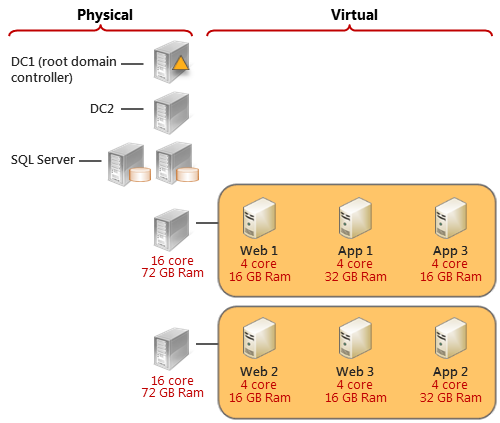 Physical
Virtual
DC1 (root domain
controller)
DC2
SQL Server
Web 1
4 core
16 GB Ram
App 1
4 core
32 GB Ram
App 3
4 core
16 GB Ram
16 core
72 GB Ram
Web 2
4 core
16 GB Ram
Web 3
4 core
16 GB Ram
App 2
4 core
32 GB Ram
16 core
72 GB Ram